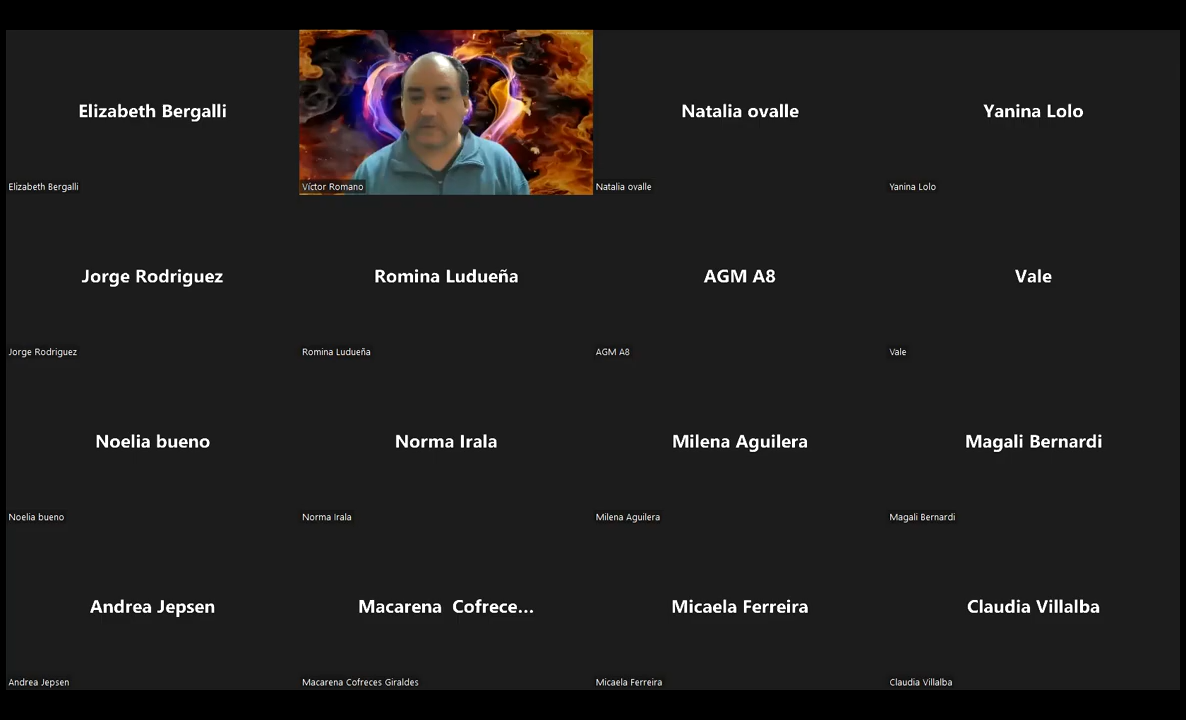 Elizabeth Bergalli
Elizabeth Bergalli
Víctor Romano
Natalia ovalle
Natalia ovalle
Yanina Lolo
Yanina Lolo
Jorge Rodriguez
Jorge Rodriguez
Romina Ludueña
Romina Ludueña
AGM A8
AGM A8
Vale
Vale
Noelia bueno
Noelia bueno
Norma Irala
Norma Irala
Milena Aguilera
Milena Aguilera
Magali Bernardi
Magali Bernardi
Andrea Jepsen
Andrea Jepsen
Macarena  Cofrece...
Macarena Cofreces Giraldes
Micaela Ferreira
Micaela Ferreira
Claudia Villalba
Claudia Villalba